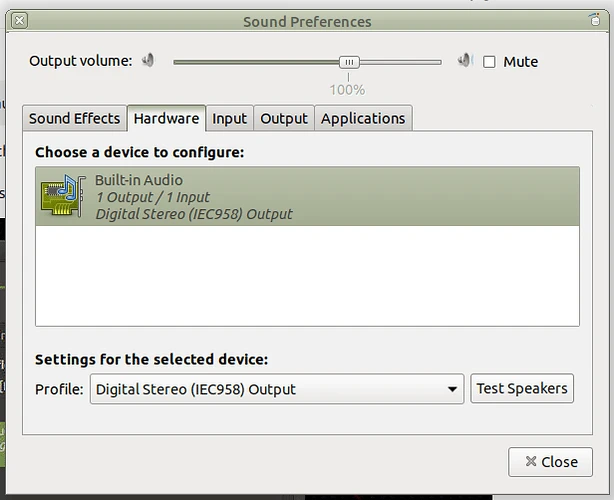 Sound Preferences
Output volume: Mute
100%
Sound Effects Hardware Input Output Applications
Choose a device to configure:
Built-in Audio
1 Output / 1 Input
Digital Stereo (IEC958) Output
Settings for the selected device:
Profile: Digital Stereo (IEC958) Output Test Speakers
Close